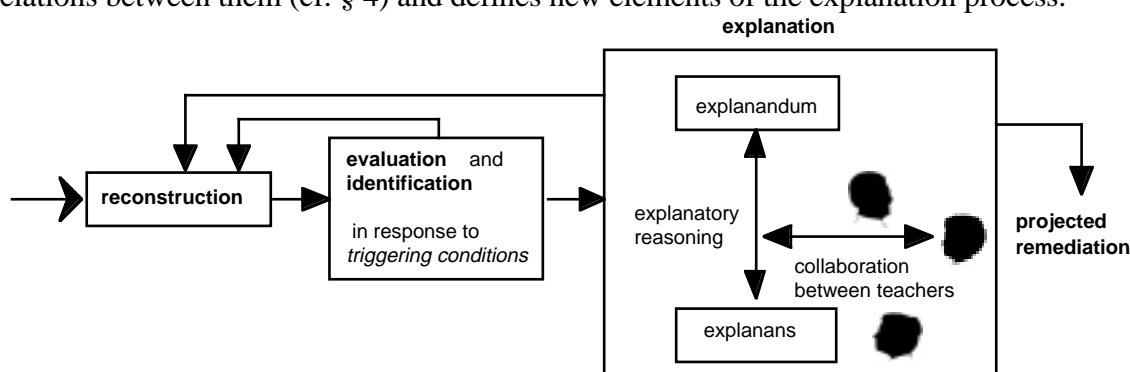 elations between them (cf. § 4) and defines new elements of the explanation process.
explanation
explanandum
evaluation and
identification
in response to
triggering conditions
reconstruction
explanatory
reasoning
collaboration
between teachers
projected
remediation
explanans